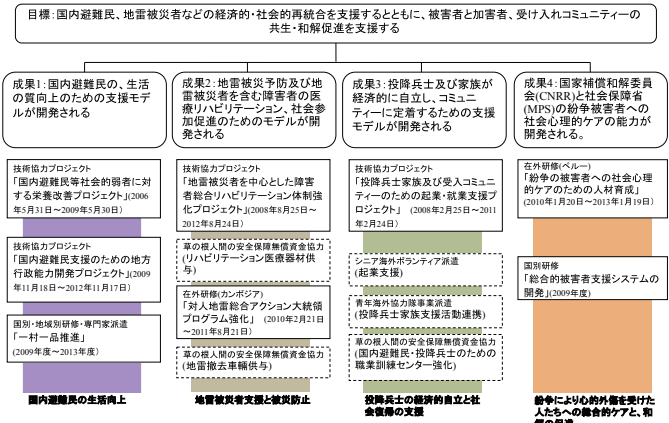 目標：国内避難民、地雷被災者などの経済的・社会的再統合を支援するとともに、被害者と加害者、受け入れコミュニティーの
共生・和解促進を支援する
成果1：国内避難民の、生活
の質向上のための支援モデ
ルが開発される
技術協力プロジェクト
「国内避難民等社会的弱者に対
する栄養改善プロジェクト」(2006
年5月31日～2009年5月30日)
技術協力プロジェクト
「国内避難民支援のための地方
行政能力開発プロジェクト」(2009
年11月18日～2012年11月17日)
国別・地域別研修・専門家派遣
「一村一品推進」
(2009年度～2013年度)
国内避難民の生活向上
成果2：地雷被災予防及び地
雷被災者を含む障害者の医
療リハビリテーション、社会参
加促進のためのモデルが開
発される
技術協力プロジェクト
「地雷被災者を中心とした障害
者総合リハビリテーション体制強
化プロジェクト」(2008年8月25日～
2012年8月24日)
草の根人間の安全保障無償資金協力
(リハビリテーション医療器材供
与)
在外研修(カンボジア)
「対人地雷総合アクション大統領
プログラム強化」 (2010年2月21日
～2011年8月21日)
草の根人間の安全保障無償資金協力
(地雷撤去車輌供与)
地雷被災者支援と被災防止
成果3：投降兵士及び家族が
経済的に自立し、コミュニ
ティーに定着するための支援
モデルが開発される
技術協力プロジェクト
「投降兵士家族及び受入コミュニ
ティーのための起業・就業支援プ
ロジェクト」 (2008年2月25日～2011
年2月24日)
シニア海外ボランティア派遣
(起業支援)
青年海外協力隊事業派遣
(投降兵士家族支援活動連携)
草の根人間の安全保障無償資金協力
(国内避難民・投降兵士のための
職業訓練センター強化)
投降兵士の経済的自立と社
会復帰の支援
成果4：国家補償和解委員
会(CNRR)と社会保障省
(MPS)の紛争被害者への
社会心理的ケアの能力が
開発される。
在外研修(ペルー)
「紛争の被害者への社会心理
的ケアのための人材育成」
(2010年1月20日～2013年1月19日)
国別研修
「総合的被害者支援システムの
開発」(2009年度)
紛争により心的外傷を受けた
人たちへの総合的ケアと、和
解の促進